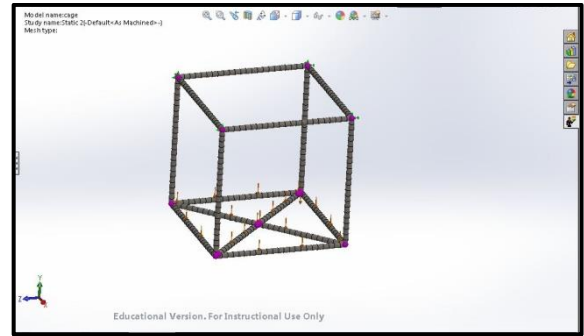 Model name:cage
Study name:Static 2(-Default<As Machined>-)
Mesh type:
Y
Z
X
Educational Version. For Instructional Use Only